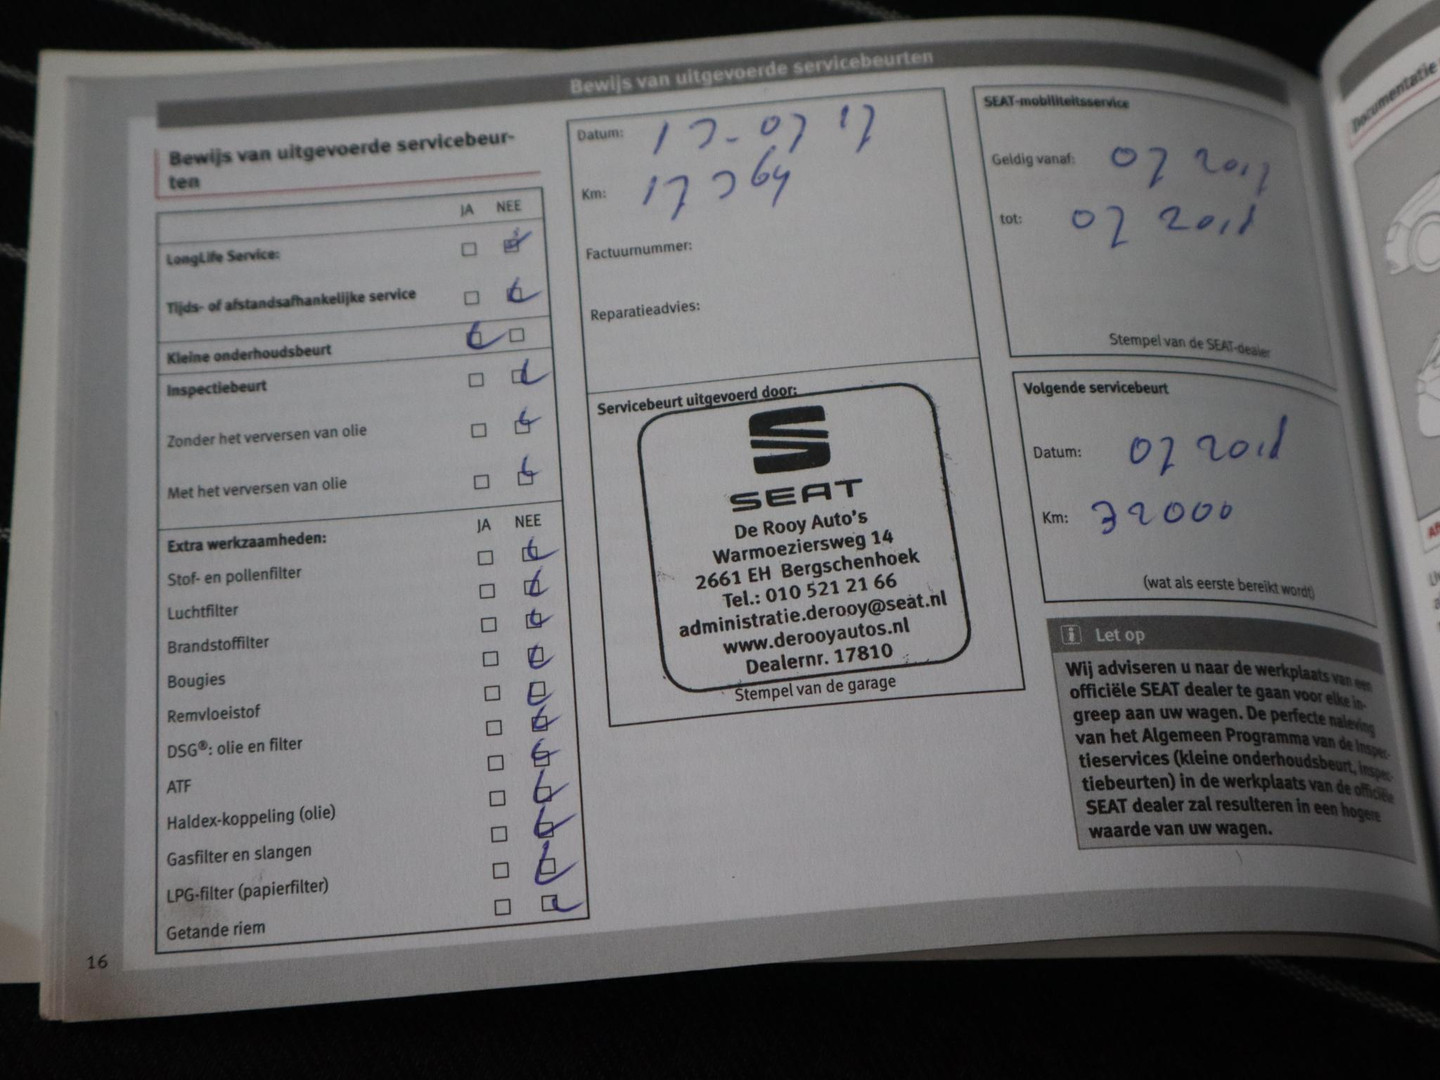 Bewijs van uitgevoerde servicebeurten
Bewijs van uitgevoerde servicebeur-
ten
JA NEE
LongLife Service:
Tijds- of afstandsafhankelijke service
Kleine onderhoudsbeurt
Inspectiebeurt
Zonder het verversen van olie
Met het verversen van olie
Extra werkzaamheden: JA NEE
Stof- en pollenfilter
Luchtfilter
Brandstoffilter
Bougies
Remvloeistof
DSG®: olie en filter
ATF
Haldex-koppeling (olie)
Gasfilter en slangen
LPG-filter (papierfilter)
Getande riem
16
Datum: 13-07 17
Km: 17364
Factuurnummer:
Reparatieadvies:
Servicebeurt uitgevoerd door:
SEAT
De Rooy Auto's
Warmoeziersweg 14
2661 EH Bergschenhoek
Tel.: 010 521 21 66
administratie.derooy@seat.nl
www.derooyautos.nl
Dealernr. 17810
Stempel van de garage
SEAT-mobiliteitsservice
Geldig vanaf: 07 2017
tot: 07 2018
Stempel van de SEAT-dealer
Volgende servicebeurt
Datum: 07 2018
Km: 32000
(wat als eerste bereikt wordt)
i Let op
Wij adviseren u naar de werkplaats van een
officiële SEAT dealer te gaan voor elke in-
greep aan uw wagen. De perfecte naleving
van het Algemeen Programma van de Inspec-
tieservices (kleine onderhoudsbeurt, inspec-
tiebeurten) in de werkplaats van de officiële
SEAT dealer zal resulteren in een hogere
waarde van uw wagen.
Documentatie